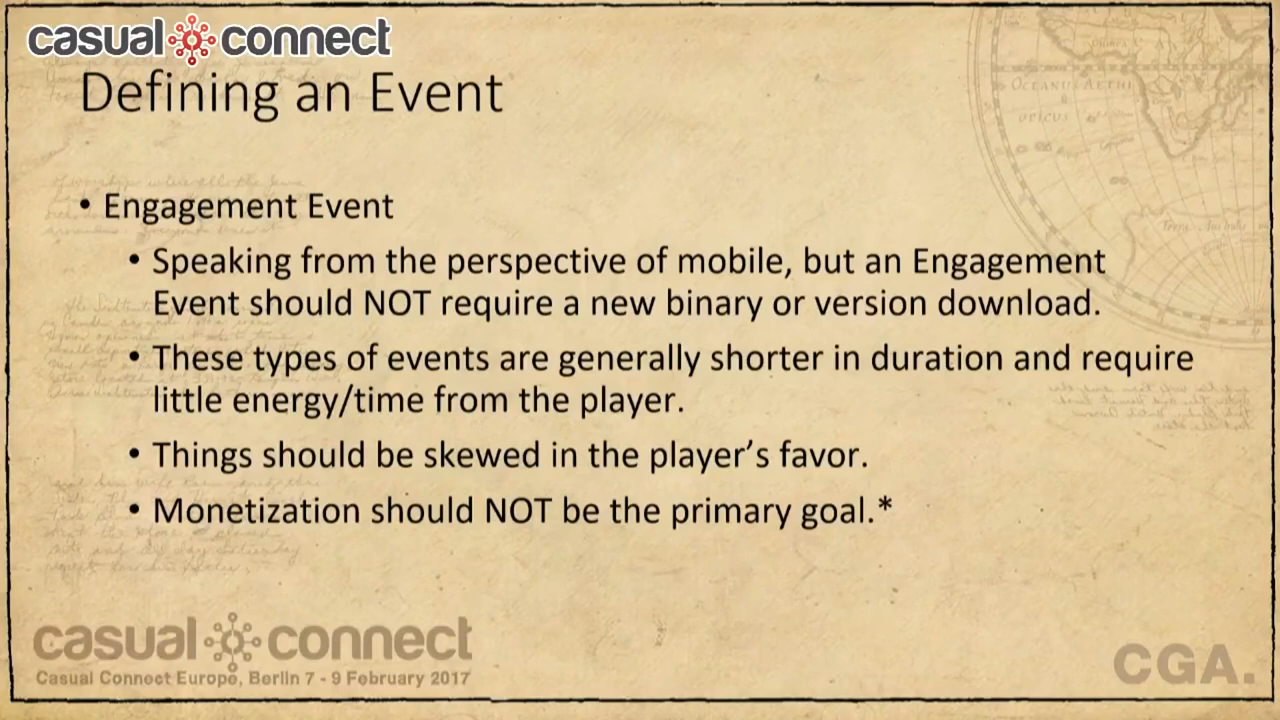 casual connect
Defining an Event
• Engagement Event
• Speaking from the perspective of mobile, but an Engagement
Event should NOT require a new binary or version download.
• These types of events are generally shorter in duration and require
little energy/time from the player.
• Things should be skewed in the player's favor.
• Monetization should NOT be the primary goal.*
casual connect
Casual Connect Europe, Berlin 7 - 9 February 2017
CGA.